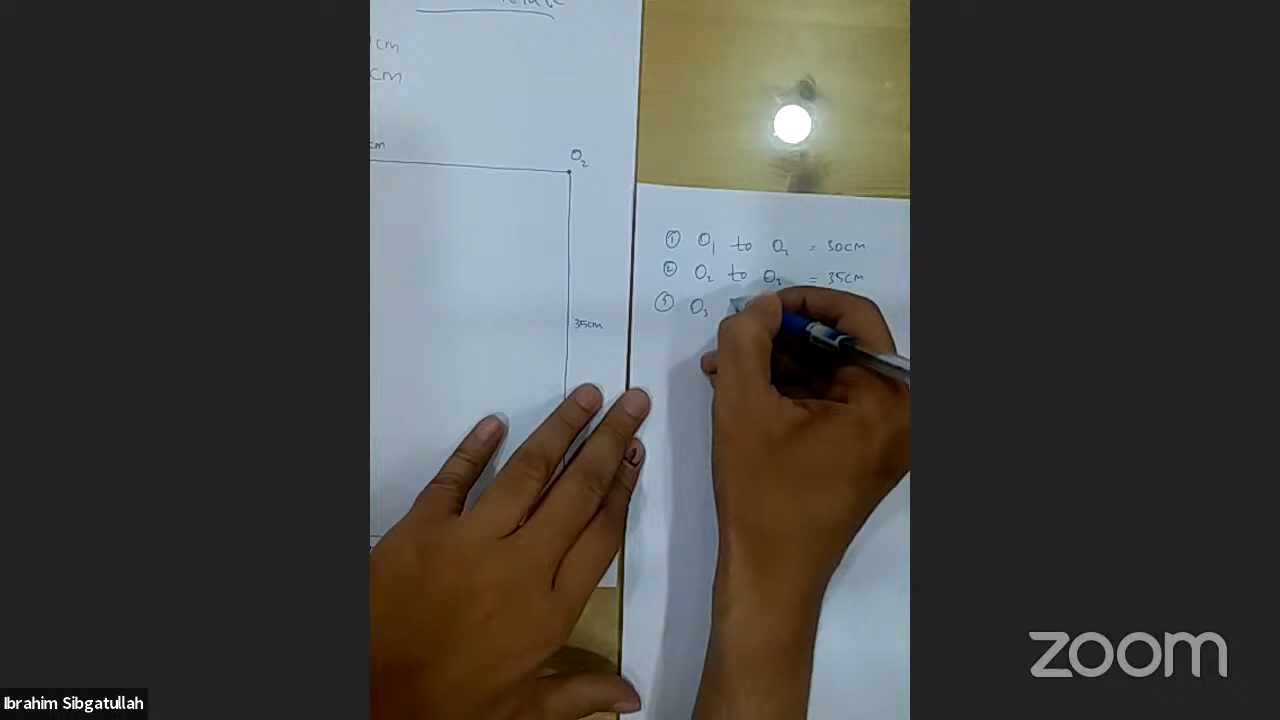 cm
cm
cm
O₂
35cm
① O₁ to O₂ = 30cm
② O₂ to O₃ = 35cm
③ O₃
zoom
Ibrahim Sibgatullah